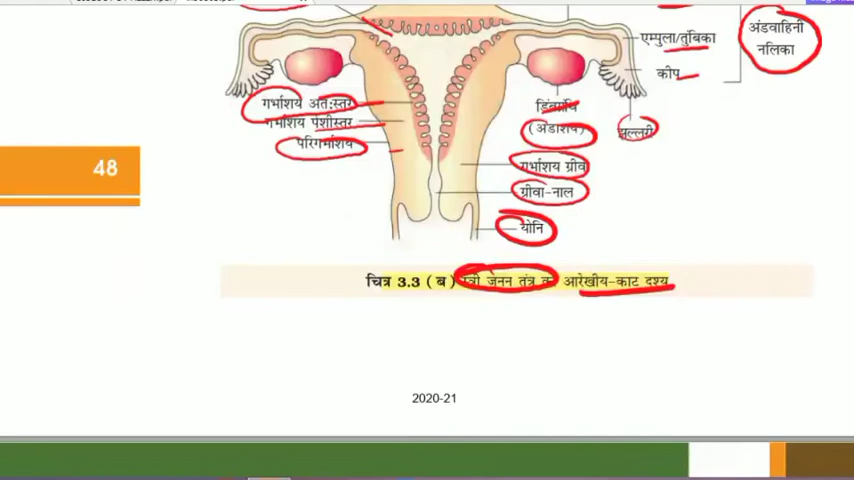 एम्पुला/तुंबिका
अंडवाहिनी
नलिका
कीप
गर्भाशय अंतःस्तर
गर्भाशय पेशीस्तर
परिगर्भाशय
(अंडाशय)
झल्लरी
गर्भाशय ग्रीवा
ग्रीवा-नाल
योनि
48
चित्र 3.3 (ब) स्त्री जनन तंत्र का आरेखीय-काट दृश्य
2020-21